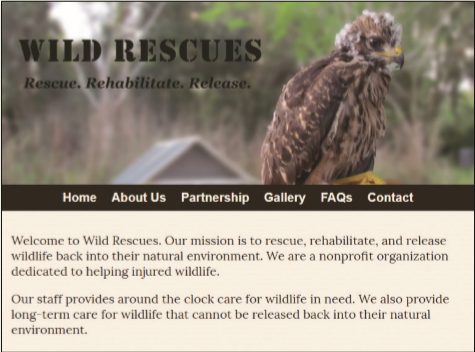 WILD RESCUES
Rescue. Rehabilitate. Release.
Home About Us Partnership Gallery FAQs Contact
Welcome to Wild Rescues. Our mission is to rescue, rehabilitate, and release
wildlife back into their natural environment. We are a nonprofit organization
dedicated to helping injured wildlife.
Our staff provides around the clock care for wildlife in need. We also provide
long-term care for wildlife that cannot be released back into their natural
environment.